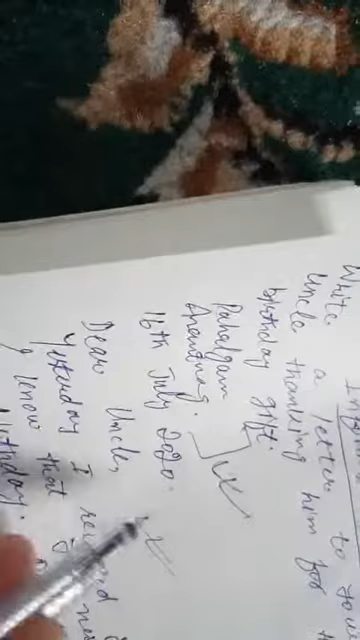 Write a letter to your
Uncle thanking him for
birthday gift.
Pahalgam
Anantnag.
16th July 2020.
Dear Uncle,
Yesterday I received
know that
birthday.